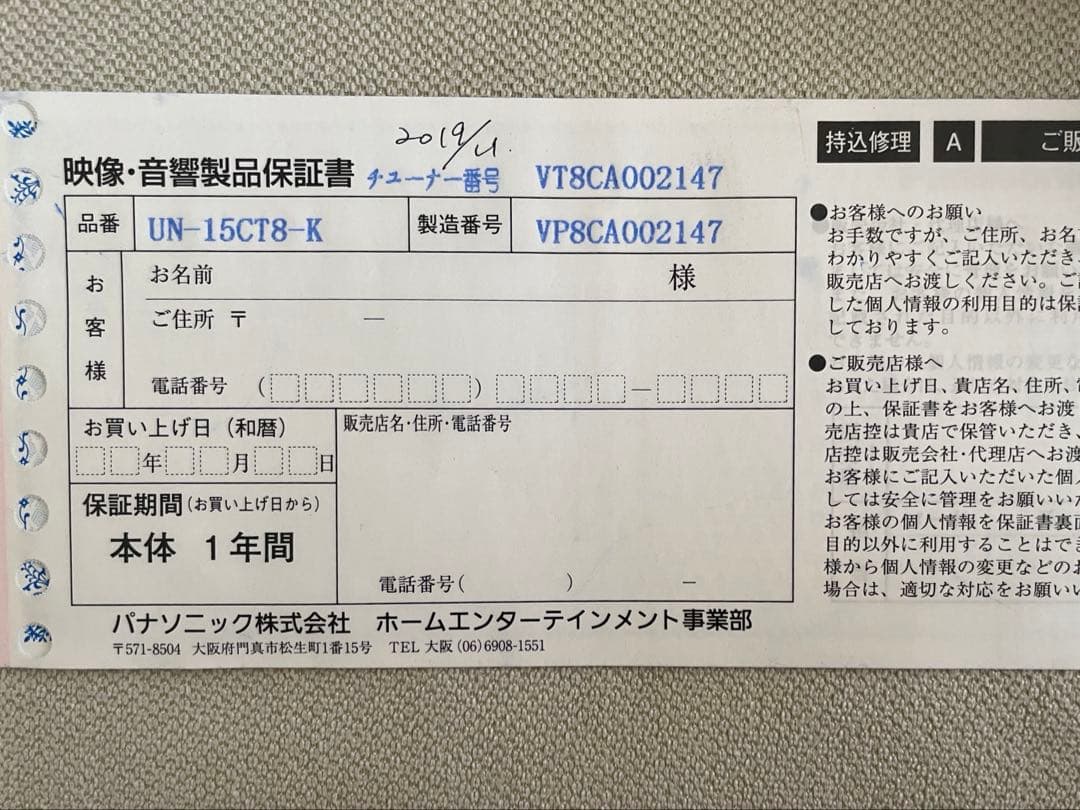 2019/11.
持込修理 A ご販
映像・音響製品保証書 チューナー番号 VT8CA002147
品番 UN-15CT8-K 製造番号 VP8CA002147
お客様
お名前 様
ご住所 〒 ―
電話番号 ( ) ―
お買い上げ日(和暦)
年 月 日
保証期間(お買い上げ日から)
本体 1年間
販売店名・住所・電話番号
電話番号( ) ―
パナソニック株式会社 ホームエンターテインメント事業部
〒571-8504 大阪府門真市松生町1番15号 TEL 大阪(06)6908-1551
●お客様へのお願い
お手数ですが、ご住所、お名
わかりやすくご記入いただき
販売店へお渡しください。ご
した個人情報の利用目的は保
しております。
●ご販売店様へ
お買い上げ日、貴店名、住所、
の上、保証書をお客様へお渡
売店控は貴店で保管いただき、
店控は販売会社・代理店へお渡
お客様にご記入いただいた個
しては安全に管理をお願いいた
お客様の個人情報を保証書裏面
目的以外に利用することはでき
様から個人情報の変更などのお
場合は、適切な対応をお願いい